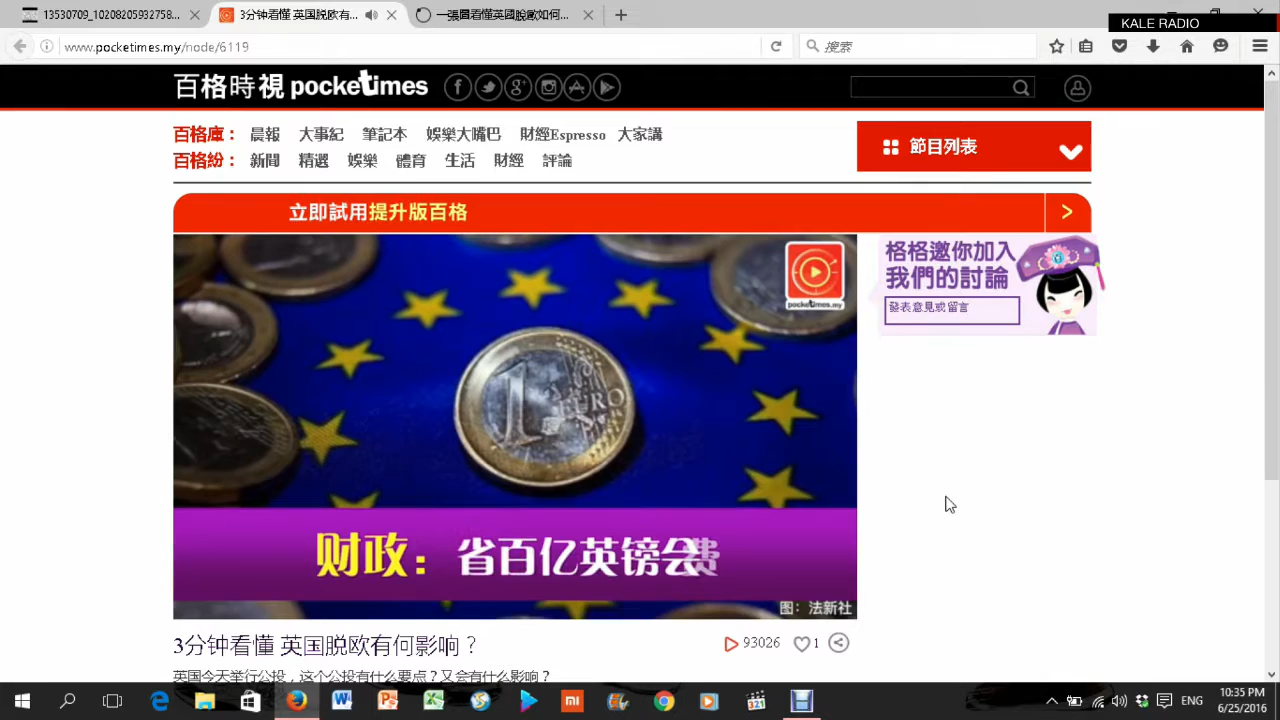 KALE RADIO
13530709_10208205932758...
3分钟看懂 英国脱欧有...
一張圖看懂英國脫歐如何...
www.pocketimes.my/node/6119
搜索
百格時視 pocketimes
百格庫： 晨報 大事紀 筆記本 娛樂大嘴巴 財經Espresso 大家講
百格紛： 新聞 精選 娛樂 體育 生活 財經 評論
節目列表
立即試用提升版百格
>
pocketimes.my
格格邀你加入
我們的討論
發表意見或留言
1 EURO
财政：省百亿英镑会费
图：法新社
3分钟看懂 英国脱欧有何影响？
93026
1
英国今天举行公投，这个公投有什么要点？又会有什么影响？
321
ENG
10:35 PM
6/25/2016